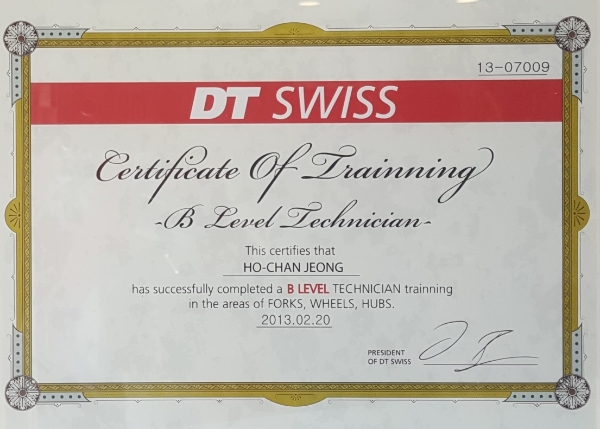 13-07009
DT SWISS
Certificate Of Trainning
-B Level Technician-
This certifies that
HO-CHAN JEONG
has successfully completed a B LEVEL TECHNICIAN trainning
in the areas of FORKS, WHEELS, HUBS.
2013.02.20
PRESIDENT
OF DT SWISS